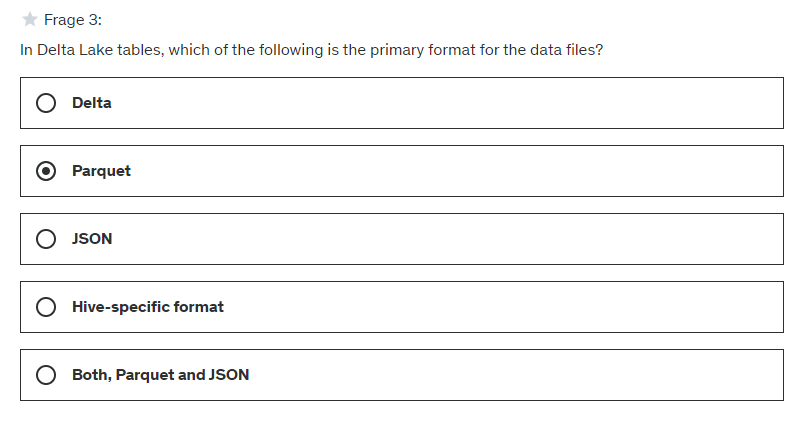 Frage 3:
In Delta Lake tables, which of the following is the primary format for the data files?
Delta
Parquet
JSON
Hive-specific format
Both, Parquet and JSON